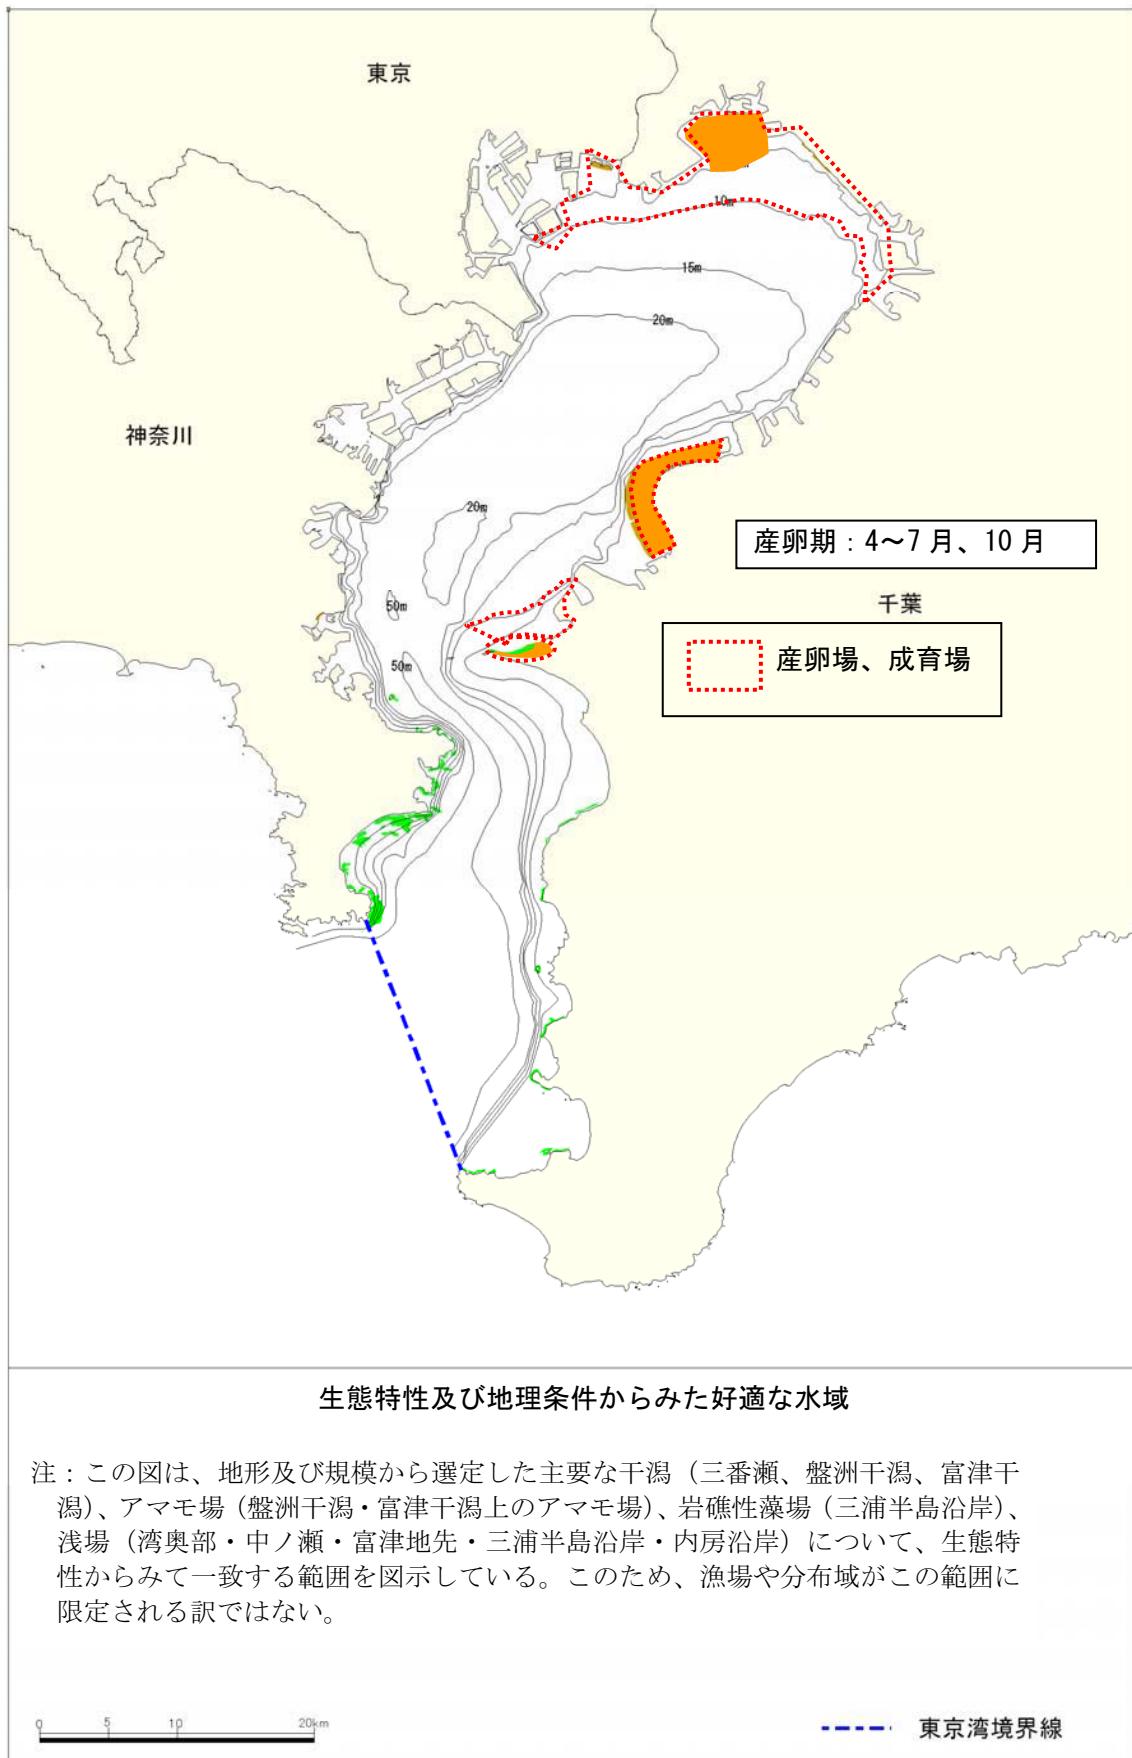 東京
10m
15m
20m
神奈川
20m
産卵期：4～7 月、10 月
千葉
50m
産卵場、成育場
50m
生態特性及び地理条件からみた好適な水域
注：この図は、地形及び規模から選定した主要な干潟（三番瀬、盤洲干潟、富津干
潟）、アマモ場（盤洲干潟・富津干潟上のアマモ場）、岩礁性藻場（三浦半島沿岸）、
浅場（湾奥部・中ノ瀬・富津地先・三浦半島沿岸・内房沿岸）について、生態特
性からみて一致する範囲を図示している。このため、漁場や分布域がこの範囲に
限定される訳ではない。
0 5 10 20km
東京湾境界線